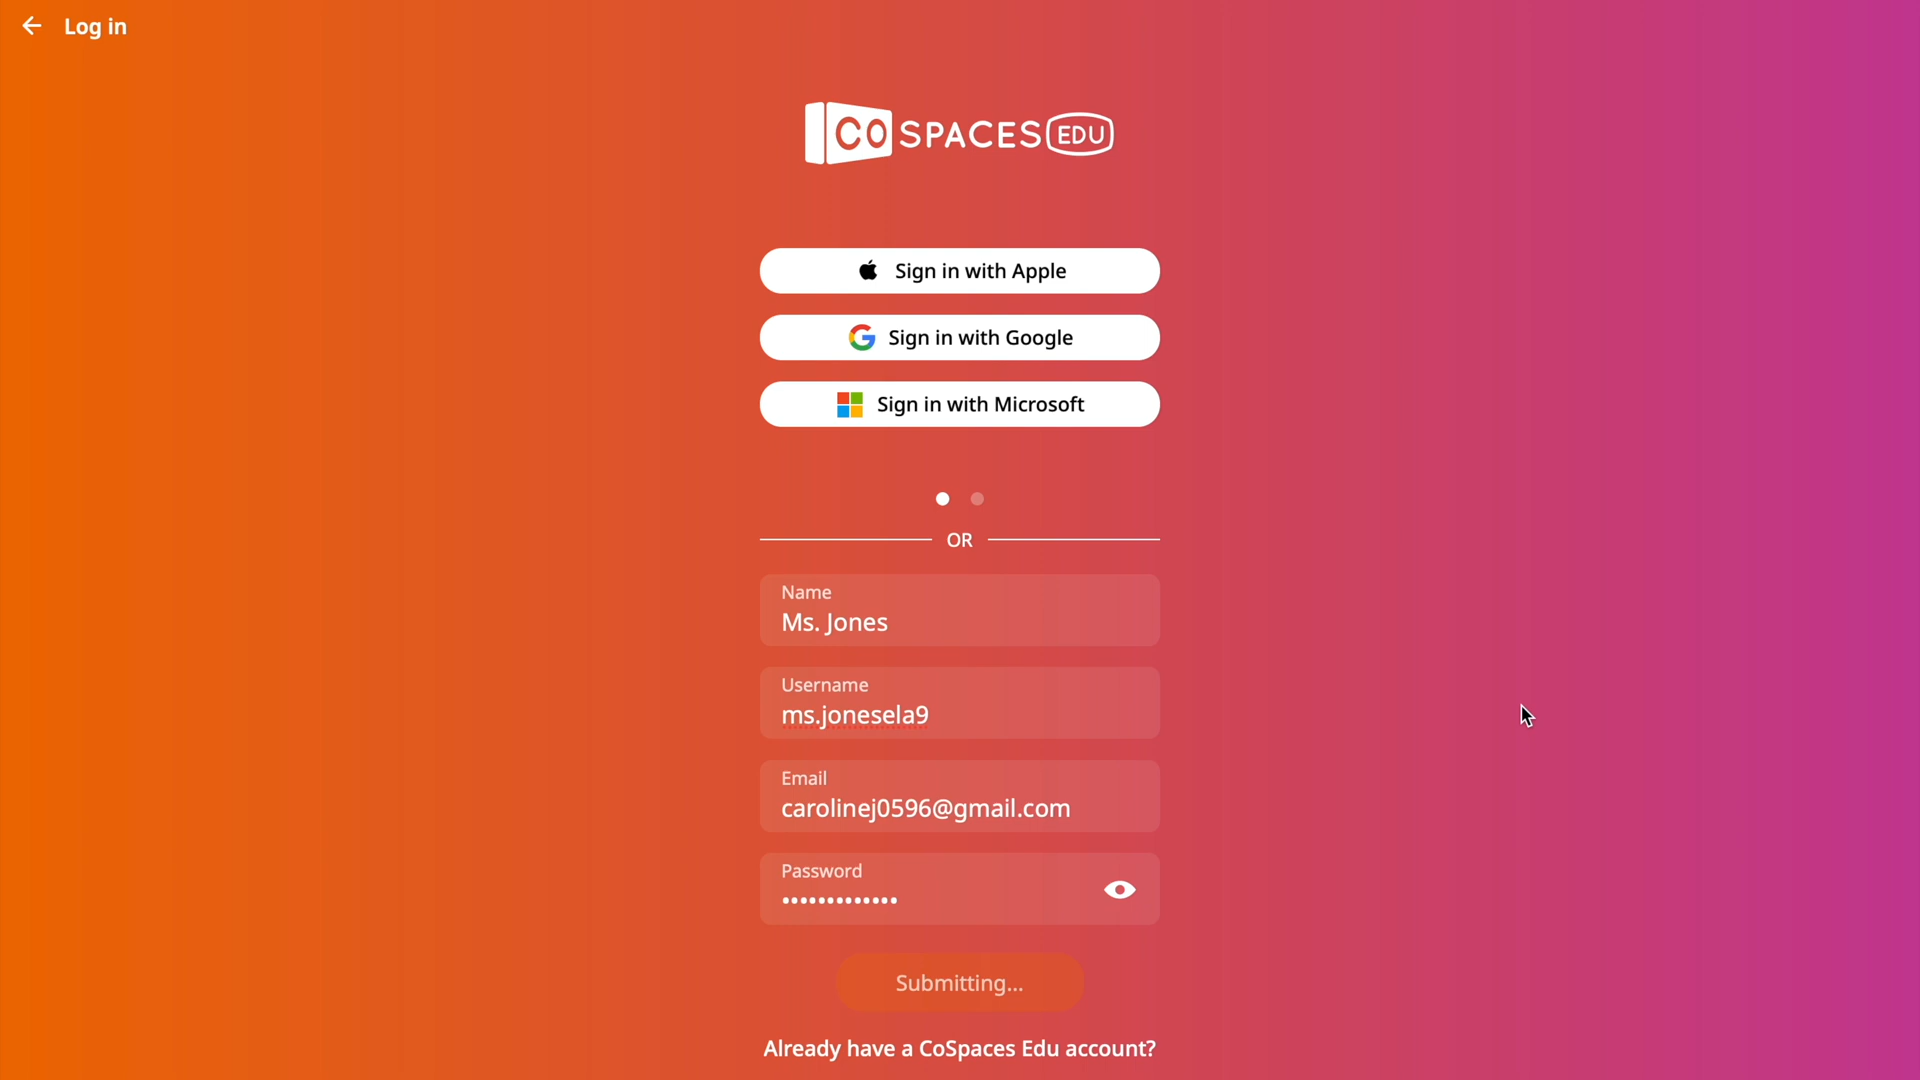 Log in
CO SPACES EDU
Sign in with Apple
Sign in with Google
Sign in with Microsoft
OR
Name
Ms. Jones
Username
ms.jonesela9
Email
carolinej0596@gmail.com
Password
•••••••••••••
Submitting...
Already have a CoSpaces Edu account?